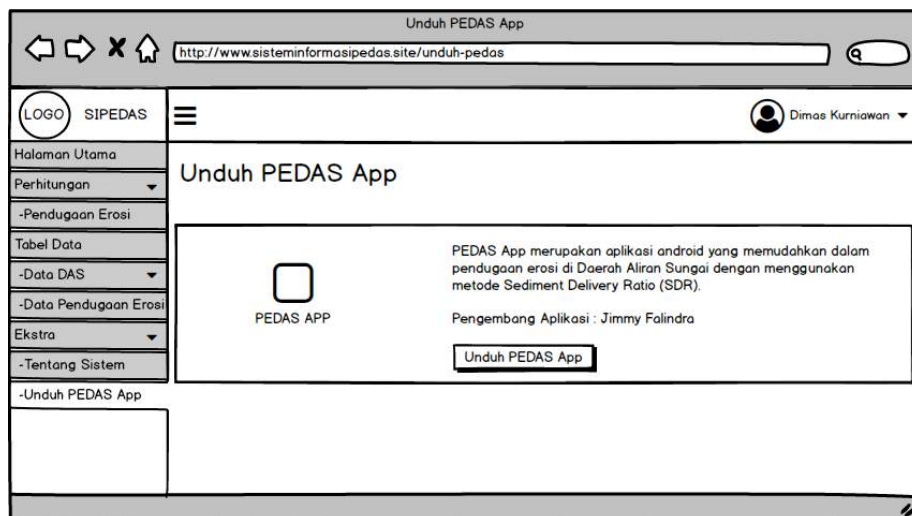 Unduh PEDAS App
http://www.sisteminformasipedas.site/unduh-pedas
LOGO SIPEDAS
Dimas Kurniawan
Halaman Utama
Perhitungan
-Pendugaan Erosi
Tabel Data
-Data DAS
-Data Pendugaan Erosi
Ekstra
-Tentang Sistem
-Unduh PEDAS App
Unduh PEDAS App
PEDAS APP
PEDAS App merupakan aplikasi android yang memudahkan dalam
pendugaan erosi di Daerah Aliran Sungai dengan menggunakan
metode Sediment Delivery Ratio (SDR).
Pengembang Aplikasi : Jimmy Falindra
Unduh PEDAS App